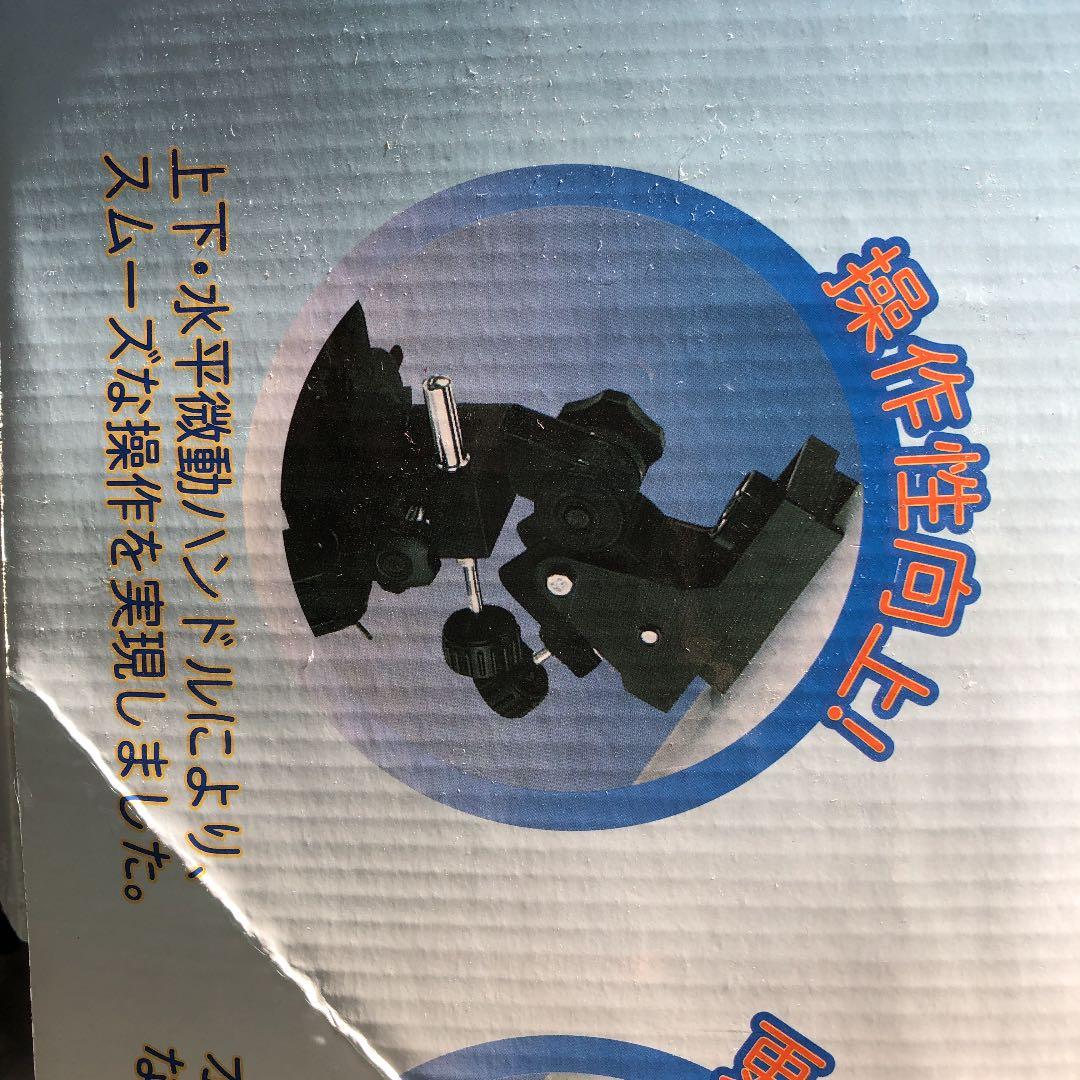 操作性向上!
上下・水平微動ハンドルにより、
スムーズな操作を実現しました。
な